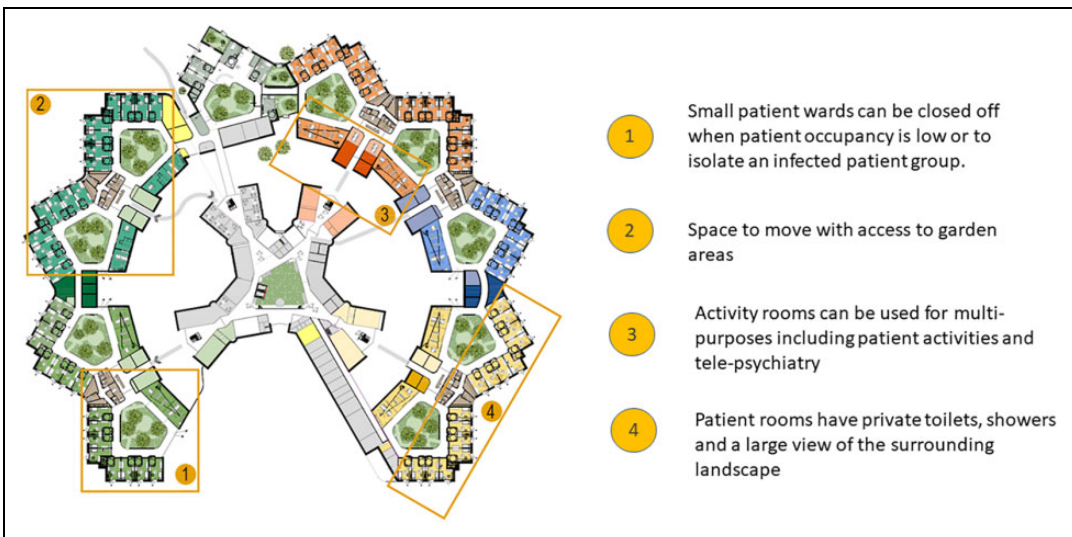 1
Small patient wards can be closed off
when patient occupancy is low or to
isolate an infected patient group.
2
Space to move with access to garden
areas
3
Activity rooms can be used for multi-
purposes including patient activities and
tele-psychiatry
4
Patient rooms have private toilets, showers
and a large view of the surrounding
landscape
2
3
4
1